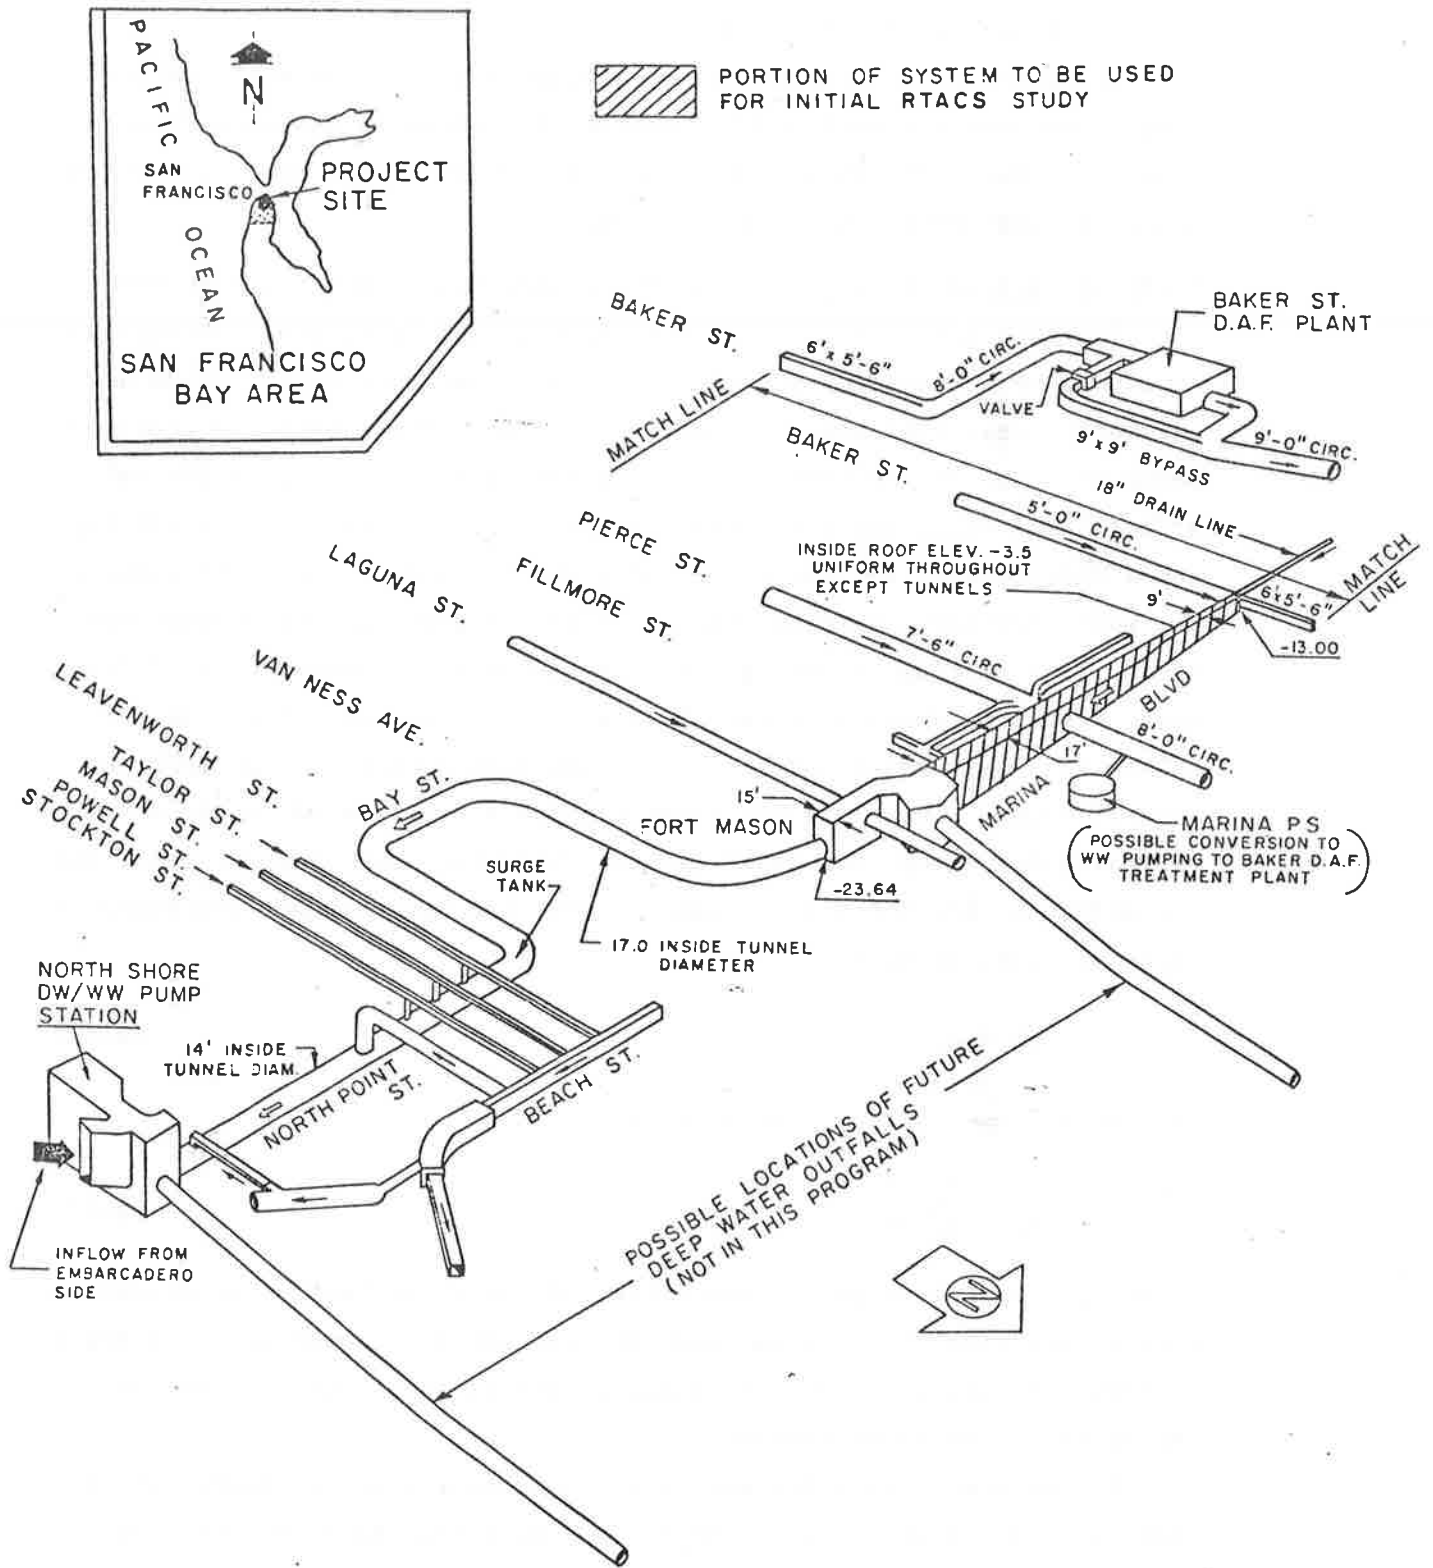 PACIFIC
OCEAN
N
SAN
FRANCISCO
PROJECT
SITE
SAN FRANCISCO
BAY AREA
PORTION OF SYSTEM TO BE USED
FOR INITIAL RTACS STUDY
BAKER ST.
6' x 5'-6"
8'-0" CIRC.
BAKER ST.
D.A.F. PLANT
VALVE
9' x 9' BYPASS
9'-0" CIRC.
MATCH LINE
BAKER ST.
18" DRAIN LINE
5'-0" CIRC.
MATCH
LINE
INSIDE ROOF ELEV. -3.5
UNIFORM THROUGHOUT
EXCEPT TUNNELS
9'
6'x5'-6"
-13.00
PIERCE ST.
7'-6" CIRC
FILLMORE ST.
LAGUNA ST.
17'
MARINA BLVD
8'-0" CIRC.
MARINA PS
(POSSIBLE CONVERSION TO
WW PUMPING TO BAKER D.A.F.
TREATMENT PLANT)
VAN NESS AVE.
15'
FORT MASON
-23.64
BAY ST.
LEAVENWORTH ST.
TAYLOR ST.
MASON ST.
POWELL ST.
STOCKTON ST.
SURGE
TANK
17.0 INSIDE TUNNEL
DIAMETER
NORTH SHORE
DW/WW PUMP
STATION
14' INSIDE
TUNNEL DIAM.
NORTH POINT
ST.
BEACH ST.
INFLOW FROM
EMBARCADERO
SIDE
POSSIBLE LOCATIONS OF FUTURE
DEEP WATER OUTFALLS
(NOT IN THIS PROGRAM)
N